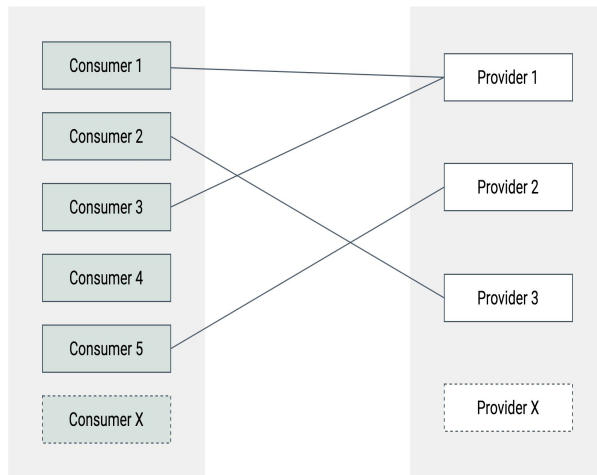 Consumer 1
Consumer 2
Consumer 3
Consumer 4
Consumer 5
Consumer X
Provider 1
Provider 2
Provider 3
Provider X